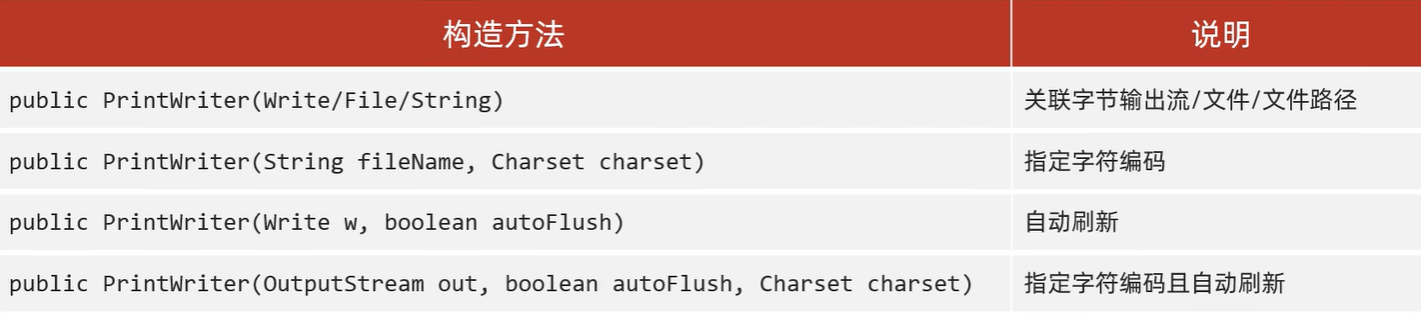 构造方法 说明
public PrintWriter(Write/File/String) 关联字节输出流/文件/文件路径
public PrintWriter(String fileName, Charset charset) 指定字符编码
public PrintWriter(Write w, boolean autoFlush) 自动刷新
public PrintWriter(OutputStream out, boolean autoFlush, Charset charset) 指定字符编码且自动刷新